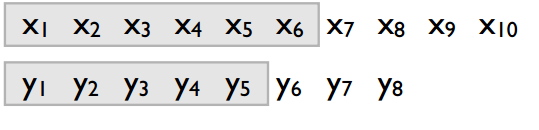 x₁ x₂ x₃ x₄ x₅ x₆ x₇ x₈ x₉ x₁₀
y₁ y₂ y₃ y₄ y₅ y₆ y₇ y₈